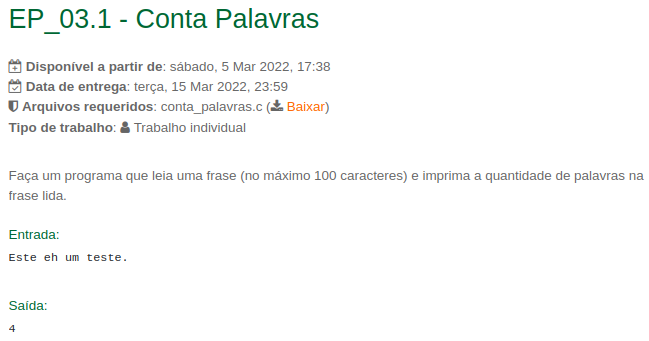 EP_03.1 - Conta Palavras
Disponível a partir de: sábado, 5 Mar 2022, 17:38
Data de entrega: terça, 15 Mar 2022, 23:59
Arquivos requeridos: conta_palavras.c (Baixar)
Tipo de trabalho: Trabalho individual
Faça um programa que leia uma frase (no máximo 100 caracteres) e imprima a quantidade de palavras na
frase lida.
Entrada:
Este eh um teste.
Saída:
4